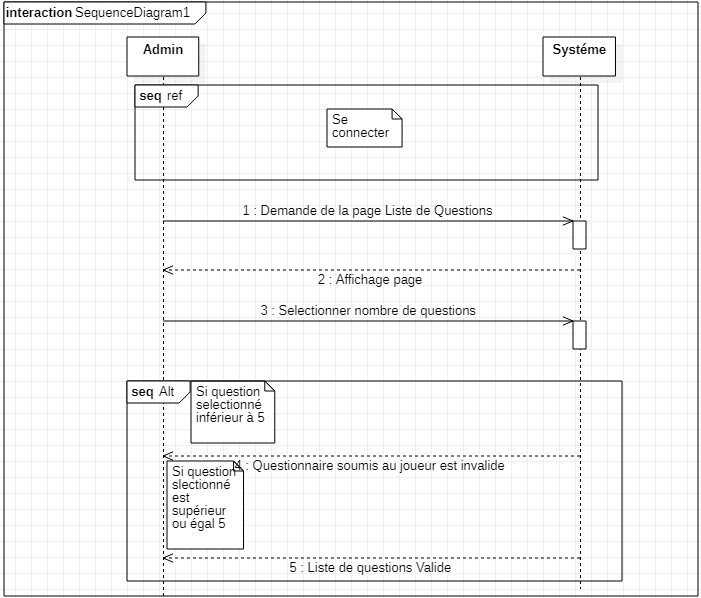 interaction SequenceDiagram1
Admin
Systéme
seq ref
Se
connecter
1 : Demande de la page Liste de Questions
2 : Affichage page
3 : Selectionner nombre de questions
seq Alt
Si question
selectionné
inférieur à 5
4 : Questionnaire soumis au joueur est invalide
Si question
slectionné
est
supérieur
ou égal 5
5 : Liste de questions Valide